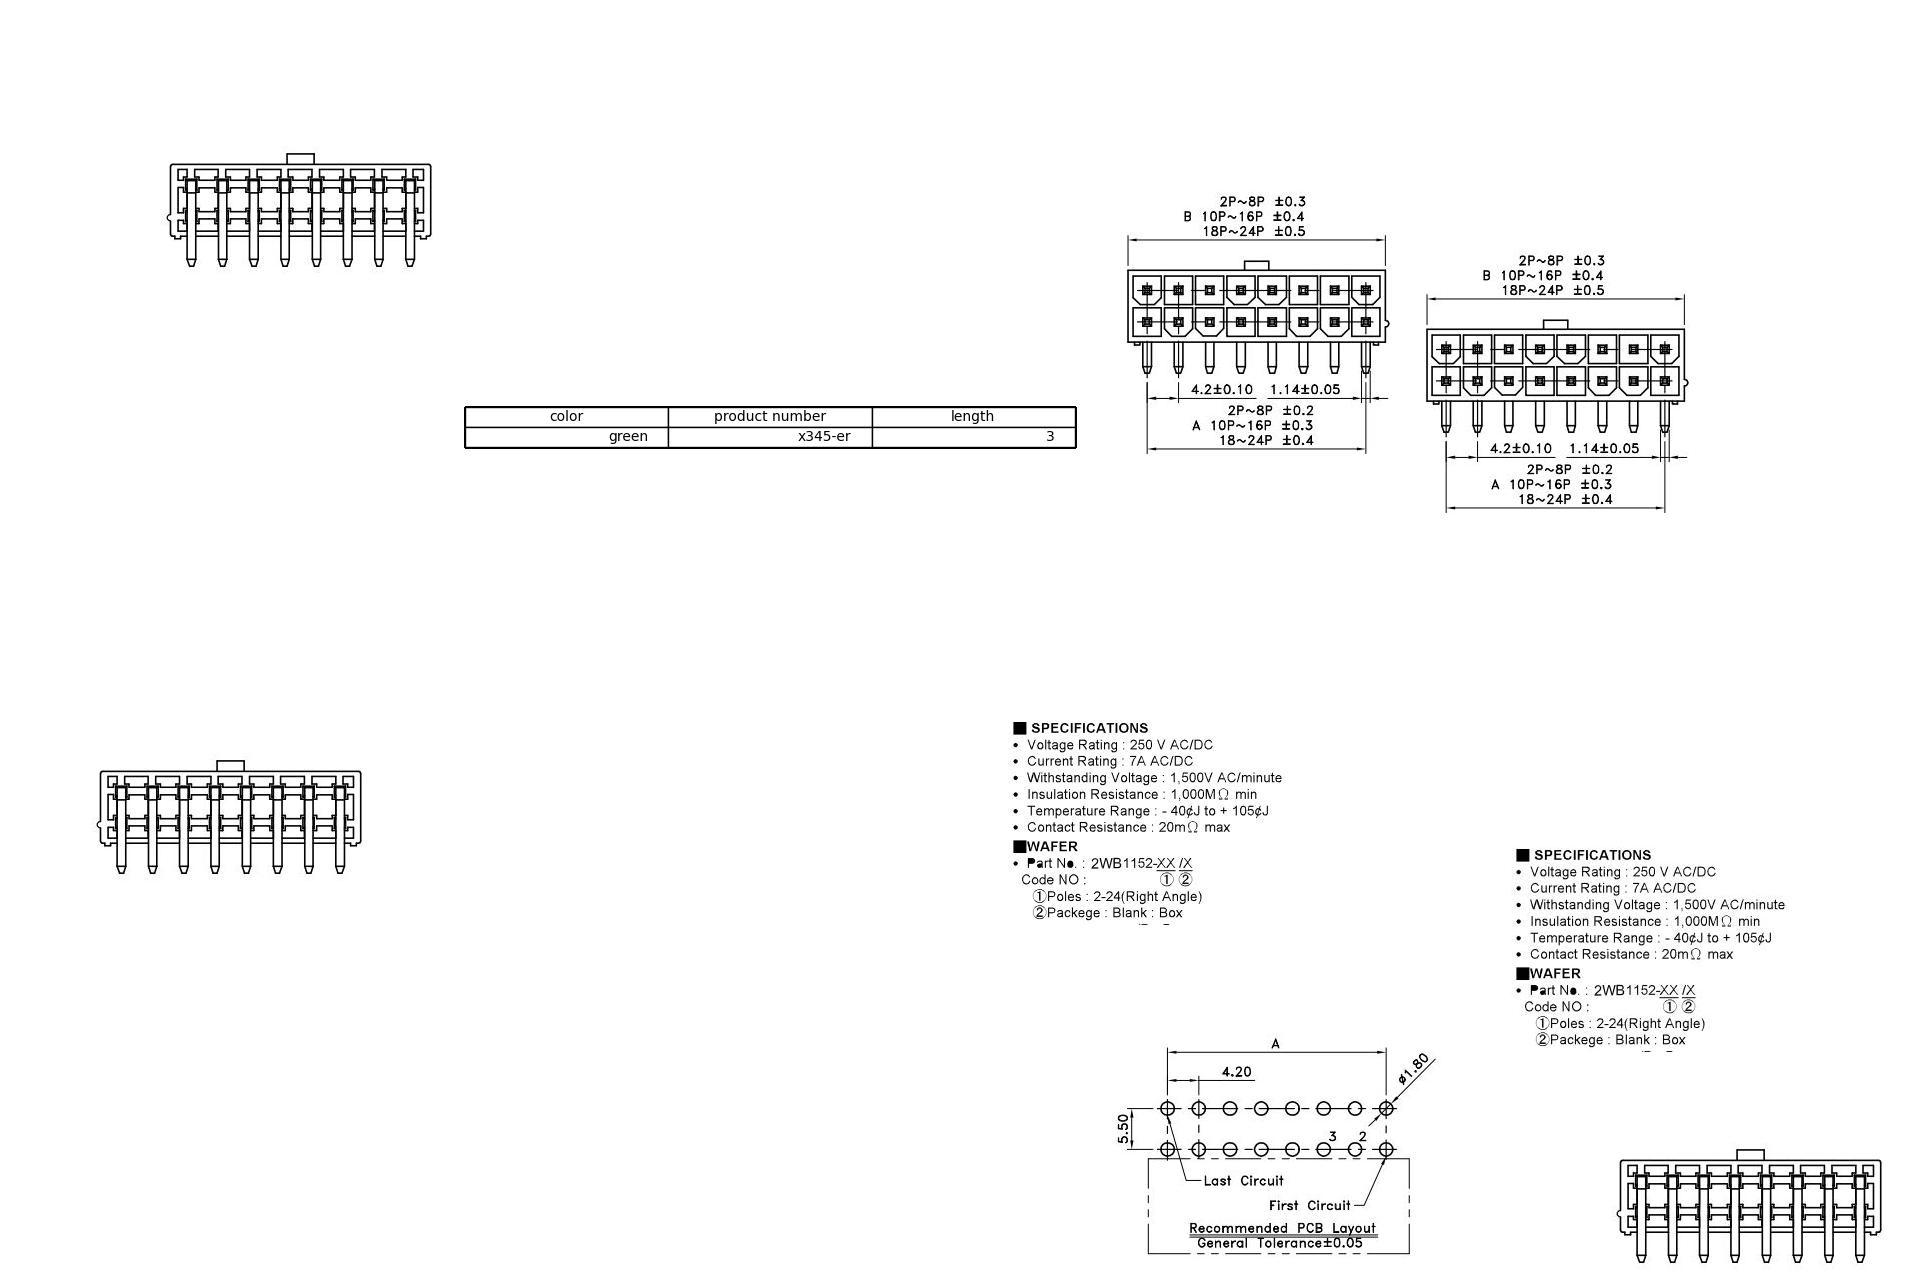 2P~8P ±0.3
B 10P~16P ±0.4
18P~24P ±0.5
4.2±0.10 1.14±0.05
2P~8P ±0.2
A 10P~16P ±0.3
18~24P ±0.4
2P~8P ±0.3
B 10P~16P ±0.4
18P~24P ±0.5
4.2±0.10 1.14±0.05
2P~8P ±0.2
A 10P~16P ±0.3
18~24P ±0.4
color product number length
green x345-er 3
■ SPECIFICATIONS
• Voltage Rating : 250 V AC/DC
• Current Rating : 7A AC/DC
• Withstanding Voltage : 1,500V AC/minute
• Insulation Resistance : 1,000MΩ min
• Temperature Range : - 40¢J to + 105¢J
• Contact Resistance : 20mΩ max
■WAFER
• Part No. : 2WB1152-XX /X
Code NO : ① ②
①Poles : 2-24(Right Angle)
②Packege : Blank : Box
■ SPECIFICATIONS
• Voltage Rating : 250 V AC/DC
• Current Rating : 7A AC/DC
• Withstanding Voltage : 1,500V AC/minute
• Insulation Resistance : 1,000MΩ min
• Temperature Range : - 40¢J to + 105¢J
• Contact Resistance : 20mΩ max
■WAFER
• Part No. : 2WB1152-XX /X
Code NO : ① ②
①Poles : 2-24(Right Angle)
②Packege : Blank : Box
A
4.20
ø1.80
5.50
3 2
Last Circuit
First Circuit
Recommended PCB Layout
General Tolerance±0.05